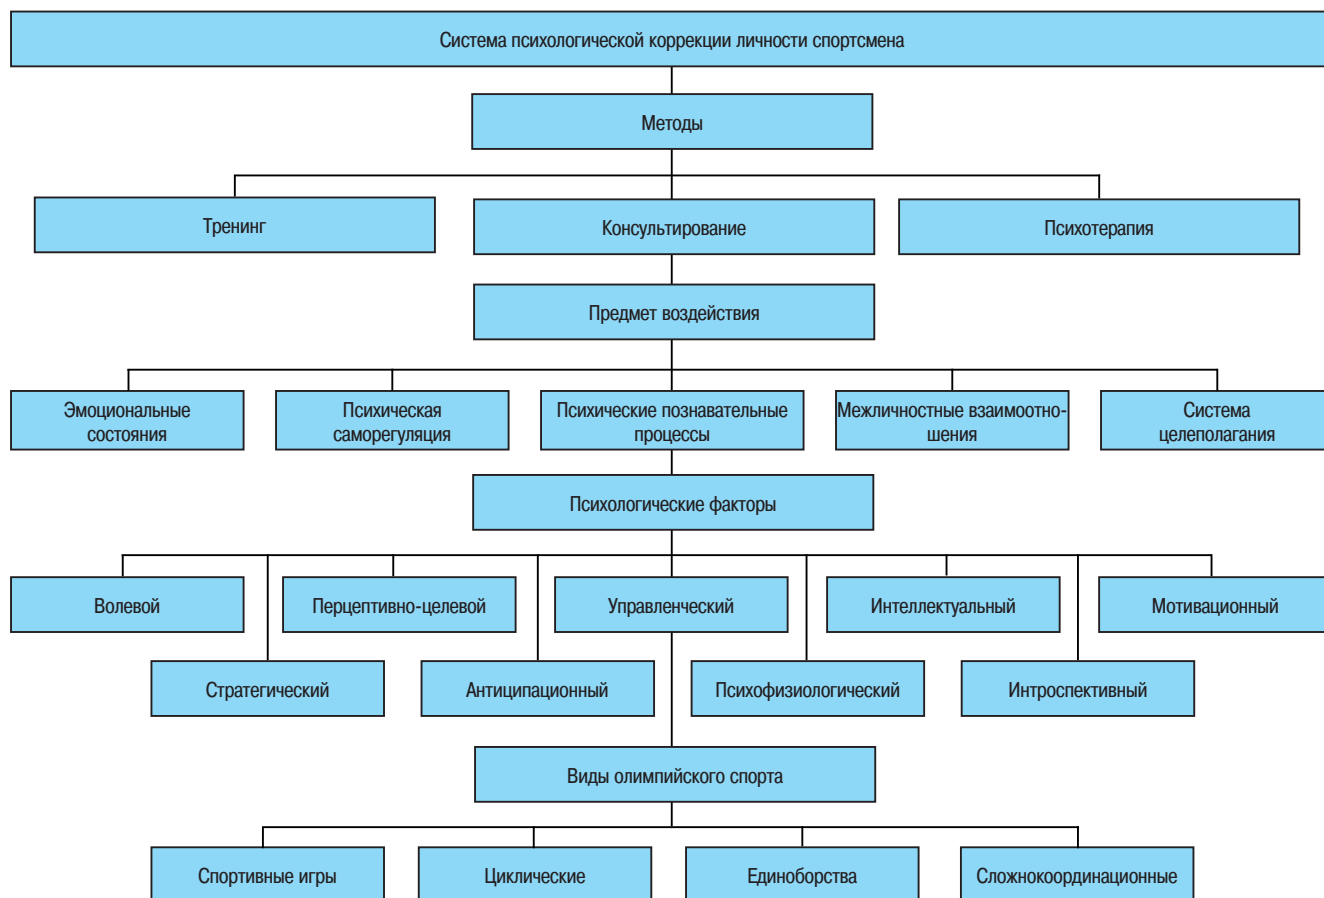 Система психологической коррекции личности спортсмена
Методы
Тренинг
Консультирование
Психотерапия
Предмет воздействия
Эмоциональные
состояния
Психическая
саморегуляция
Психические познавательные
процессы
Межличностные взаимоотно-
шения
Система
целеполагания
Психологические факторы
Волевой
Перцептивно-целевой
Управленческий
Интеллектуальный
Мотивационный
Стратегический
Антиципационный
Психофизиологический
Интроспективный
Виды олимпийского спорта
Спортивные игры
Циклические
Единоборства
Сложнокоординационные